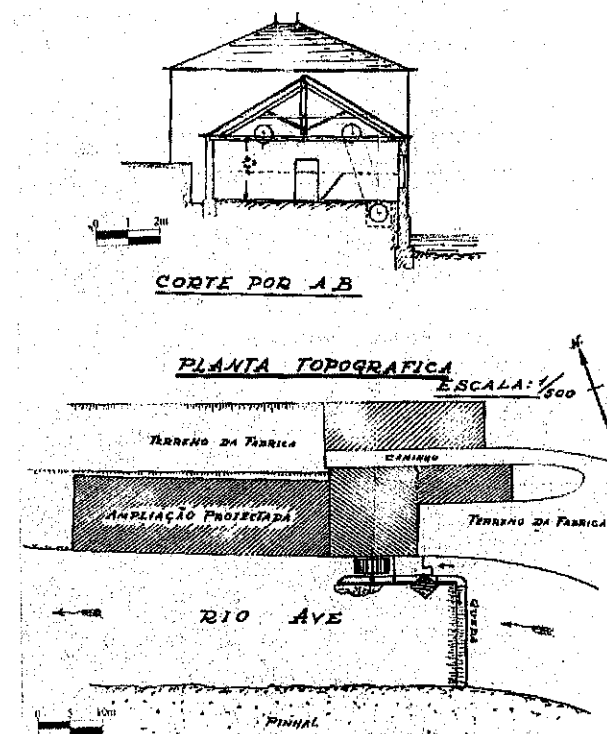 0 1 2m
CORTE POR A B
PLANTA TOPOGRAFICA
ESCALA: 1/500
N.
TERRENO DA FABRICA
CAMINHO
AMPLIAÇÃO PROJECTADA
TERRENO DA FABRICA
RIO AVE
0 5 10m
PINHAL